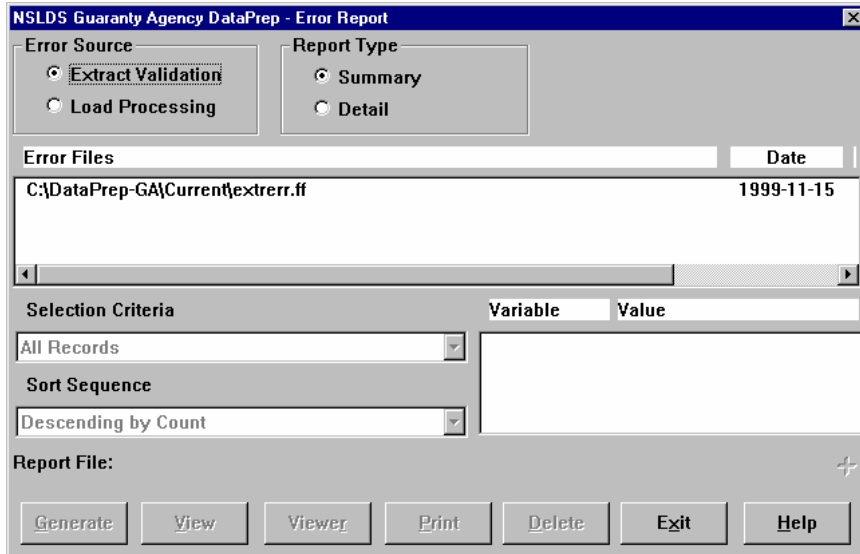 NSLDS Guaranty Agency DataPrep - Error Report
Error Source
Report Type
Extract Validation
Summary
Load Processing
Detail
Error Files Date
C:\DataPrep-GA\Current\extrerr.ff 1999-11-15
Selection Criteria
Variable Value
All Records
Sort Sequence
Descending by Count
Report File:
Generate View Viewer Print Delete Exit Help